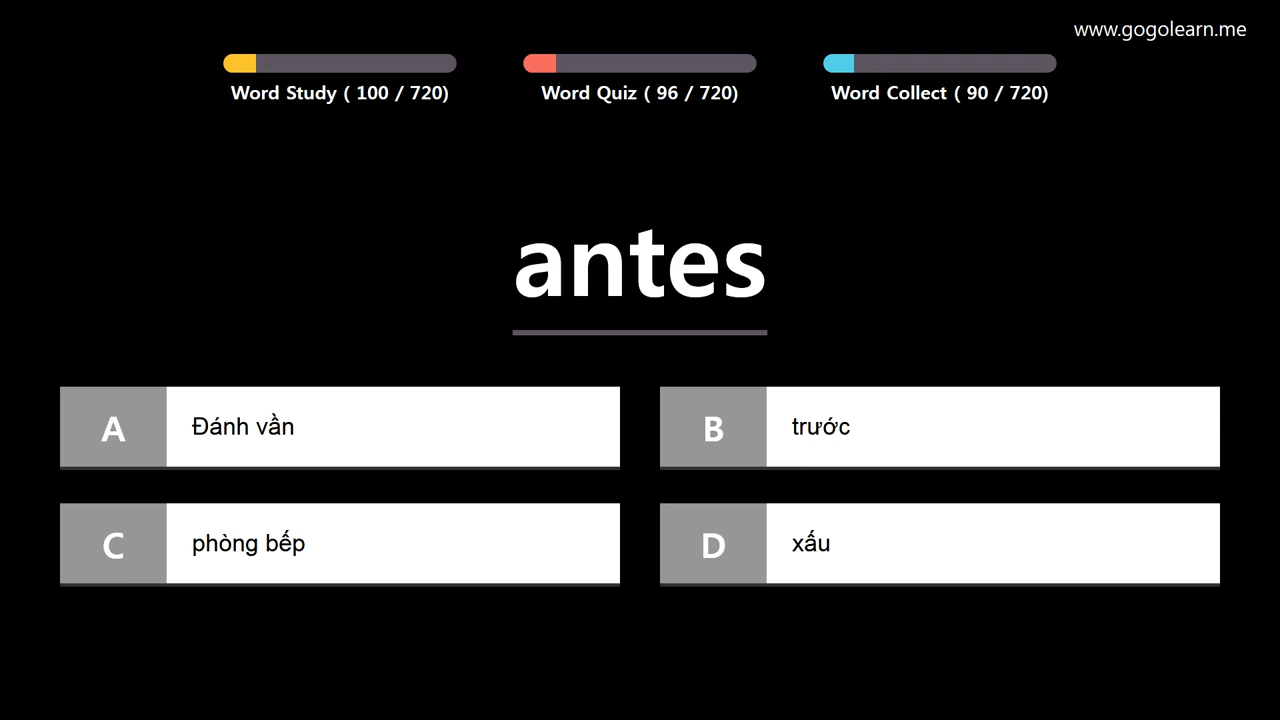 www.gogolearn.me
Word Study ( 100 / 720)
Word Quiz ( 96 / 720)
Word Collect ( 90 / 720)
antes
A Đánh vần
B trước
C phòng bếp
D xấu